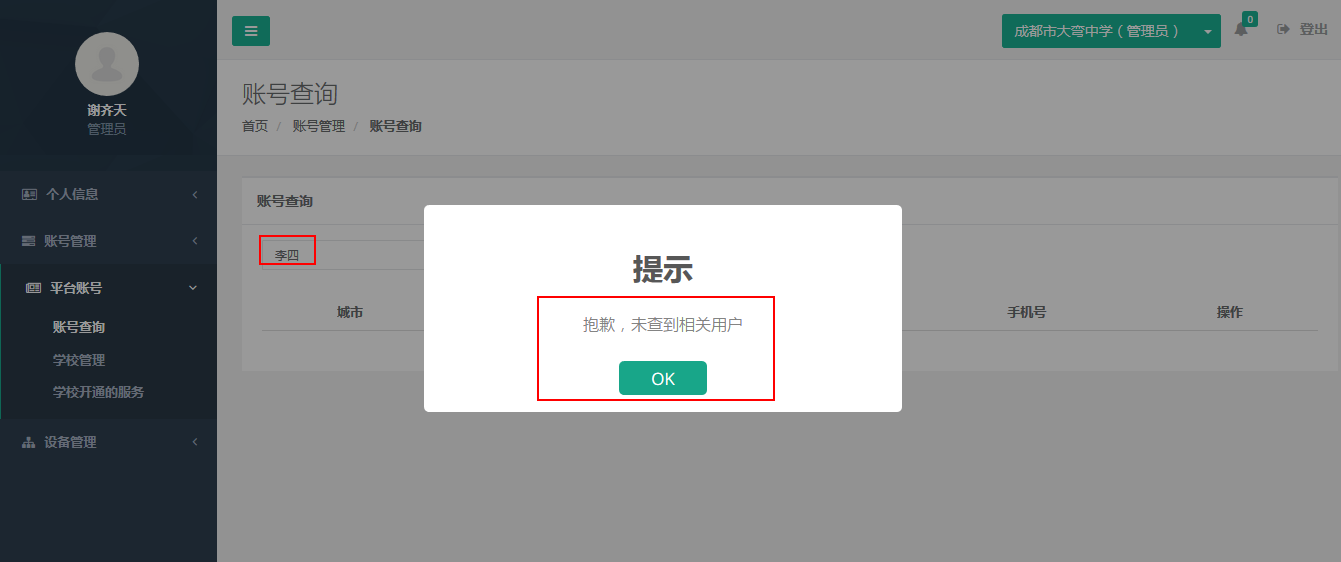 成都市大弯中学（管理员）
0
登出
谢齐天
管理员
账号查询
首页 / 账号管理 / 账号查询
个人信息
账号管理
平台账号
账号查询
学校管理
学校开通的服务
设备管理
账号查询
李四
城市 手机号 操作
提示
抱歉，未查到相关用户
OK